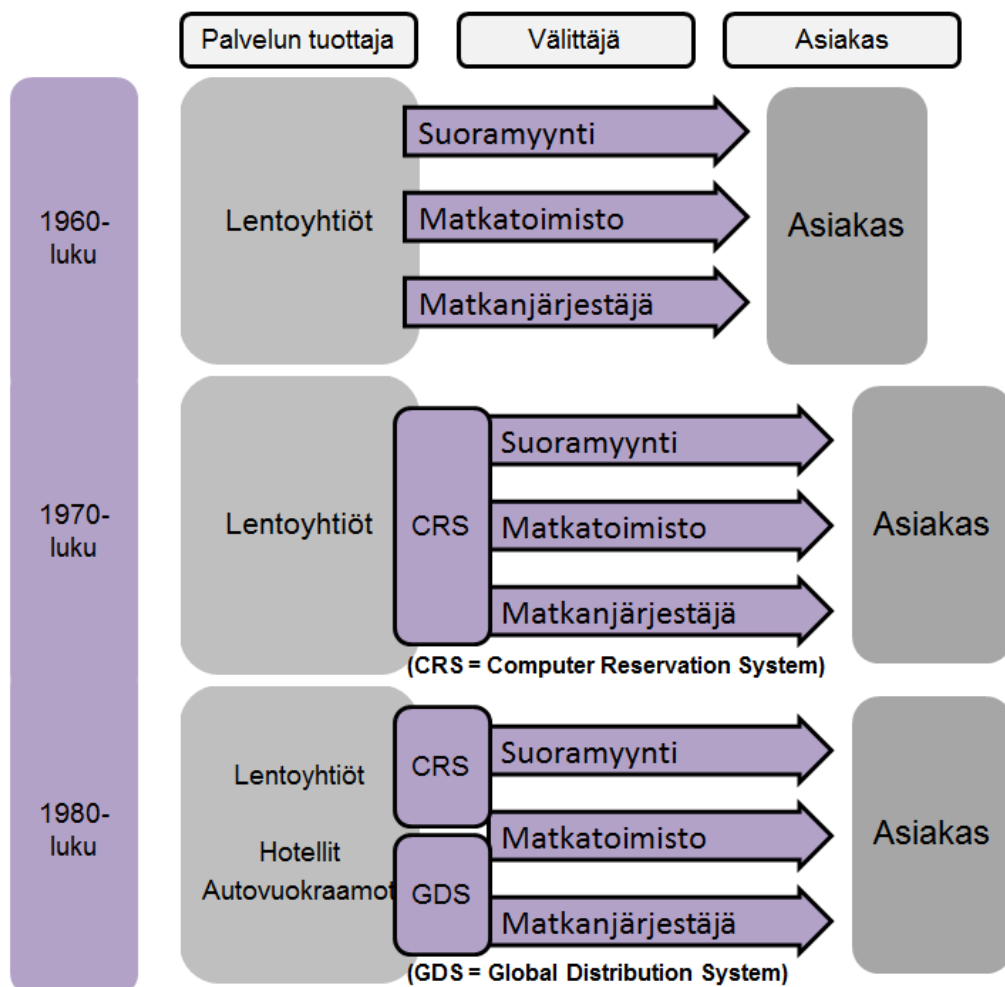 Palvelun tuottaja
Välittäjä
Asiakas
1960-
luku
Lentoyhtiöt
Suoramyynti
Matkatoimisto
Matkanjärjestäjä
Asiakas
1970-
luku
Lentoyhtiöt
CRS
Suoramyynti
Matkatoimisto
Matkanjärjestäjä
Asiakas
(CRS = Computer Reservation System)
1980-
luku
Lentoyhtiöt
Hotellit
Autovuokraamot
CRS
GDS
Suoramyynti
Matkatoimisto
Matkanjärjestäjä
Asiakas
(GDS = Global Distribution System)